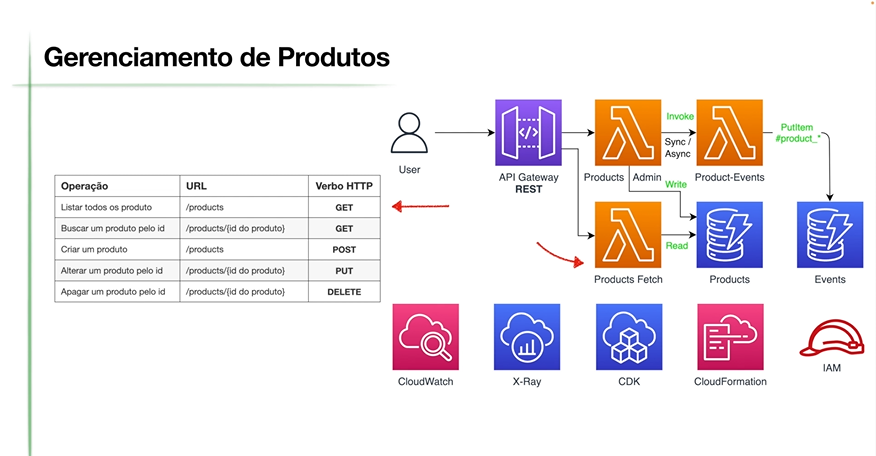 Gerenciamento de Produtos
Operação URL Verbo HTTP
Listar todos os produto /products GET
Buscar um produto pelo id /products/{id do produto} GET
Criar um produto /products POST
Alterar um produto pelo id /products/{id do produto} PUT
Apagar um produto pelo id /products/{id do produto} DELETE
User
API Gateway
REST
Products Admin
Invoke
Sync /
Async
Product-Events
PutItem
#product_*
Write
Products Fetch
Read
Products
Events
CloudWatch
X-Ray
CDK
CloudFormation
IAM